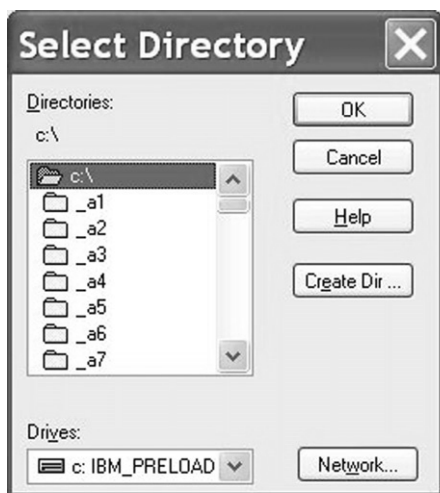 Select Directory
Directories:
c:\
OK
c:\
Cancel
_a1
_a2
Help
_a3
_a4
Create Dir ...
_a5
_a6
_a7
Drives:
c: IBM_PRELOAD
Network...